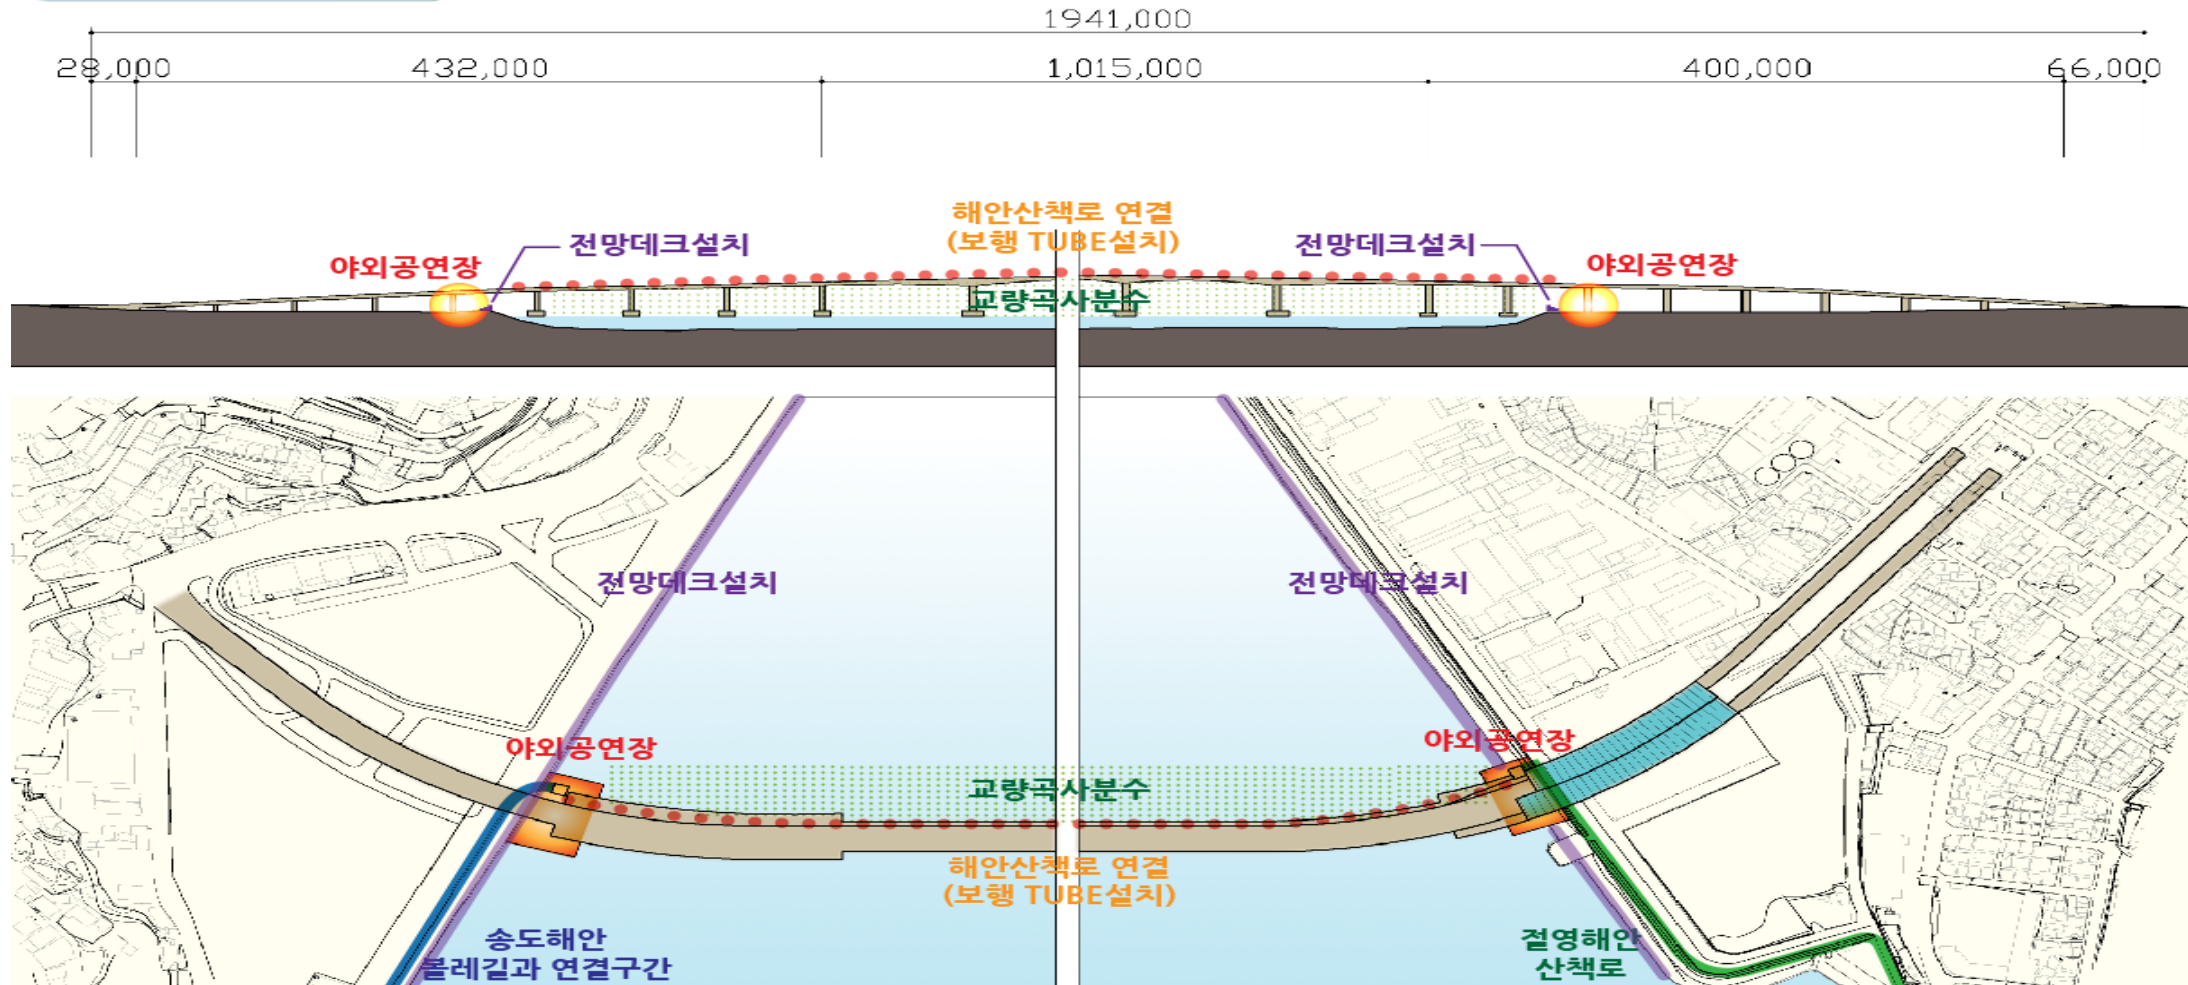 1941,000
28,000
432,000
1,015,000
400,000
66,000
해안산책로 연결
(보행 TUBE설치)
전망데크설치
전망데크설치
야외공연장
야외공연장
교량곡사분수
전망데크설치
전망데크설치
야외공연장
야외공연장
교량곡사분수
해안산책로 연결
(보행 TUBE설치)
송도해안
볼레길과 연결구간
절영해안
산책로